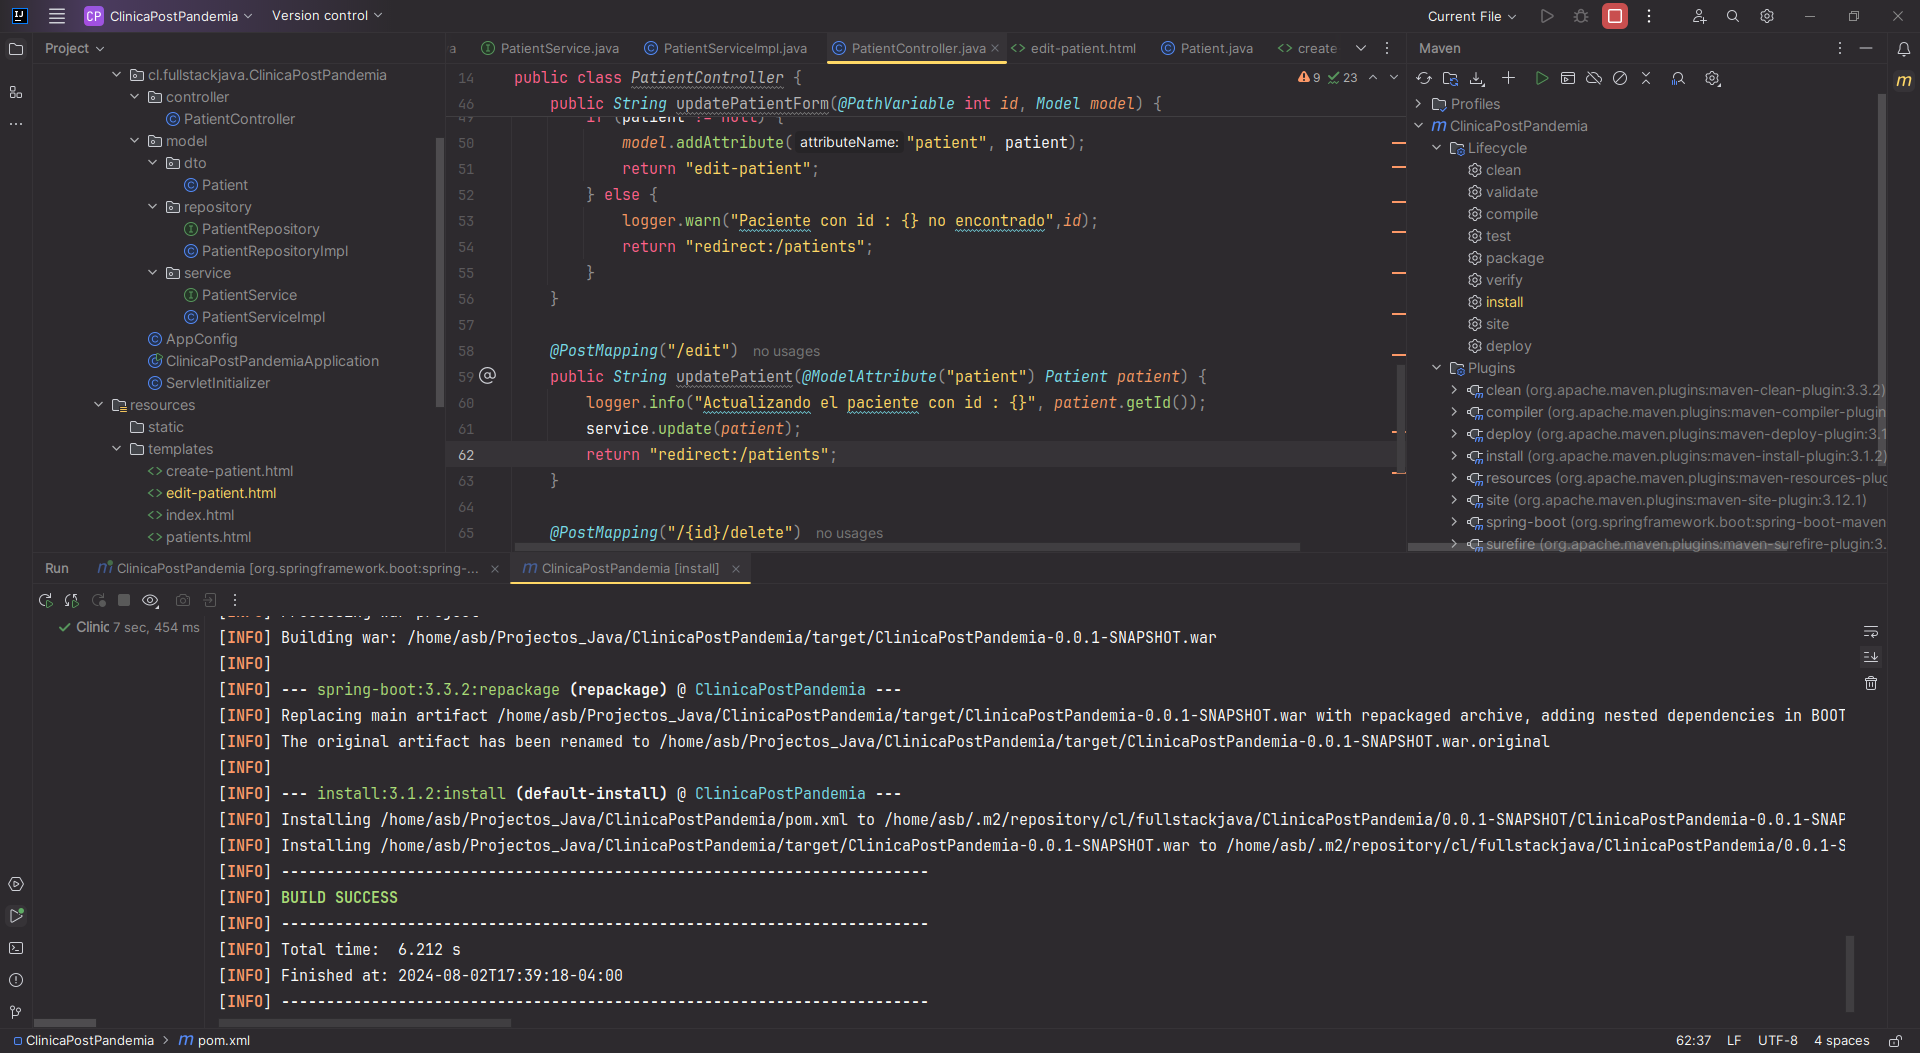 CP ClinicaPostPandemia
Version control
Current File
Project
cl.fullstackjava.ClinicaPostPandemia
controller
PatientController
model
dto
Patient
repository
PatientRepository
PatientRepositoryImpl
service
PatientService
PatientServiceImpl
AppConfig
ClinicaPostPandemiaApplication
ServletInitializer
resources
static
templates
create-patient.html
edit-patient.html
index.html
patients.html
PatientService.java
PatientServiceImpl.java
PatientController.java
edit-patient.html
Patient.java
create
9 23
14 public class PatientController {
46 public String updatePatientForm(@PathVariable int id, Model model) {
49 if (patient != null) {
50 model.addAttribute( attributeName: "patient", patient);
51 return "edit-patient";
52 } else {
53 logger.warn("Paciente con id : {} no encontrado",id);
54 return "redirect:/patients";
55 }
56 }
57
58 @PostMapping("/edit") no usages
59 public String updatePatient(@ModelAttribute("patient") Patient patient) {
60 logger.info("Actualizando el paciente con id : {}", patient.getId());
61 service.update(patient);
62 return "redirect:/patients";
63 }
64
65 @PostMapping("/{id}/delete") no usages
Maven
Profiles
ClinicaPostPandemia
Lifecycle
clean
validate
compile
test
package
verify
install
site
deploy
Plugins
clean (org.apache.maven.plugins:maven-clean-plugin:3.3.2)
compiler (org.apache.maven.plugins:maven-compiler-plugin
deploy (org.apache.maven.plugins:maven-deploy-plugin:3.1
install (org.apache.maven.plugins:maven-install-plugin:3.1.2)
resources (org.apache.maven.plugins:maven-resources-plug
site (org.apache.maven.plugins:maven-site-plugin:3.12.1)
spring-boot (org.springframework.boot:spring-boot-maven
surefire (org.apache.maven.plugins:maven-surefire-plugin:3.
Run
ClinicaPostPandemia [org.springframework.boot:spring-...
ClinicaPostPandemia [install]
Clinic 7 sec, 454 ms
[INFO] Processing war project
[INFO] Building war: /home/asb/Projectos_Java/ClinicaPostPandemia/target/ClinicaPostPandemia-0.0.1-SNAPSHOT.war
[INFO]
[INFO] --- spring-boot:3.3.2:repackage (repackage) @ ClinicaPostPandemia ---
[INFO] Replacing main artifact /home/asb/Projectos_Java/ClinicaPostPandemia/target/ClinicaPostPandemia-0.0.1-SNAPSHOT.war with repackaged archive, adding nested dependencies in BOOT
[INFO] The original artifact has been renamed to /home/asb/Projectos_Java/ClinicaPostPandemia/target/ClinicaPostPandemia-0.0.1-SNAPSHOT.war.original
[INFO]
[INFO] --- install:3.1.2:install (default-install) @ ClinicaPostPandemia ---
[INFO] Installing /home/asb/Projectos_Java/ClinicaPostPandemia/pom.xml to /home/asb/.m2/repository/cl/fullstackjava/ClinicaPostPandemia/0.0.1-SNAPSHOT/ClinicaPostPandemia-0.0.1-SNAP
[INFO] Installing /home/asb/Projectos_Java/ClinicaPostPandemia/target/ClinicaPostPandemia-0.0.1-SNAPSHOT.war to /home/asb/.m2/repository/cl/fullstackjava/ClinicaPostPandemia/0.0.1-S
[INFO] ------------------------------------------------------------------------
[INFO] BUILD SUCCESS
[INFO] ------------------------------------------------------------------------
[INFO] Total time:  6.212 s
[INFO] Finished at: 2024-08-02T17:39:18-04:00
[INFO] ------------------------------------------------------------------------
ClinicaPostPandemia > pom.xml
62:37 LF UTF-8 4 spaces